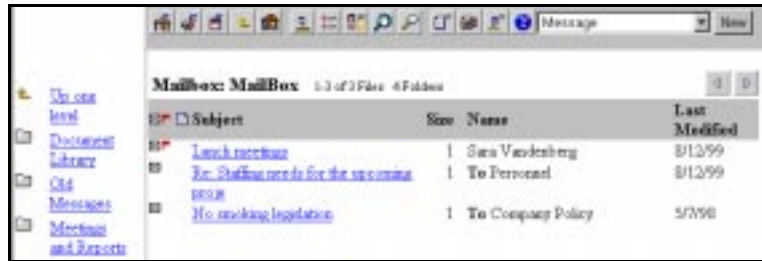 Message New
Mailbox: MailBox 1-3 of 3 Files 4 Folders
Up one
level
Document
Library
Old
Messages
Meetings
and Reports
Subject Size Name Last
Modified
Lunch meetings 1 Sara Vandenberg 8/12/99
Re: Staffing needs for the upcoming 1 To Personnel 8/12/99
proje
No smoking legislation 1 To Company Policy 5/7/98